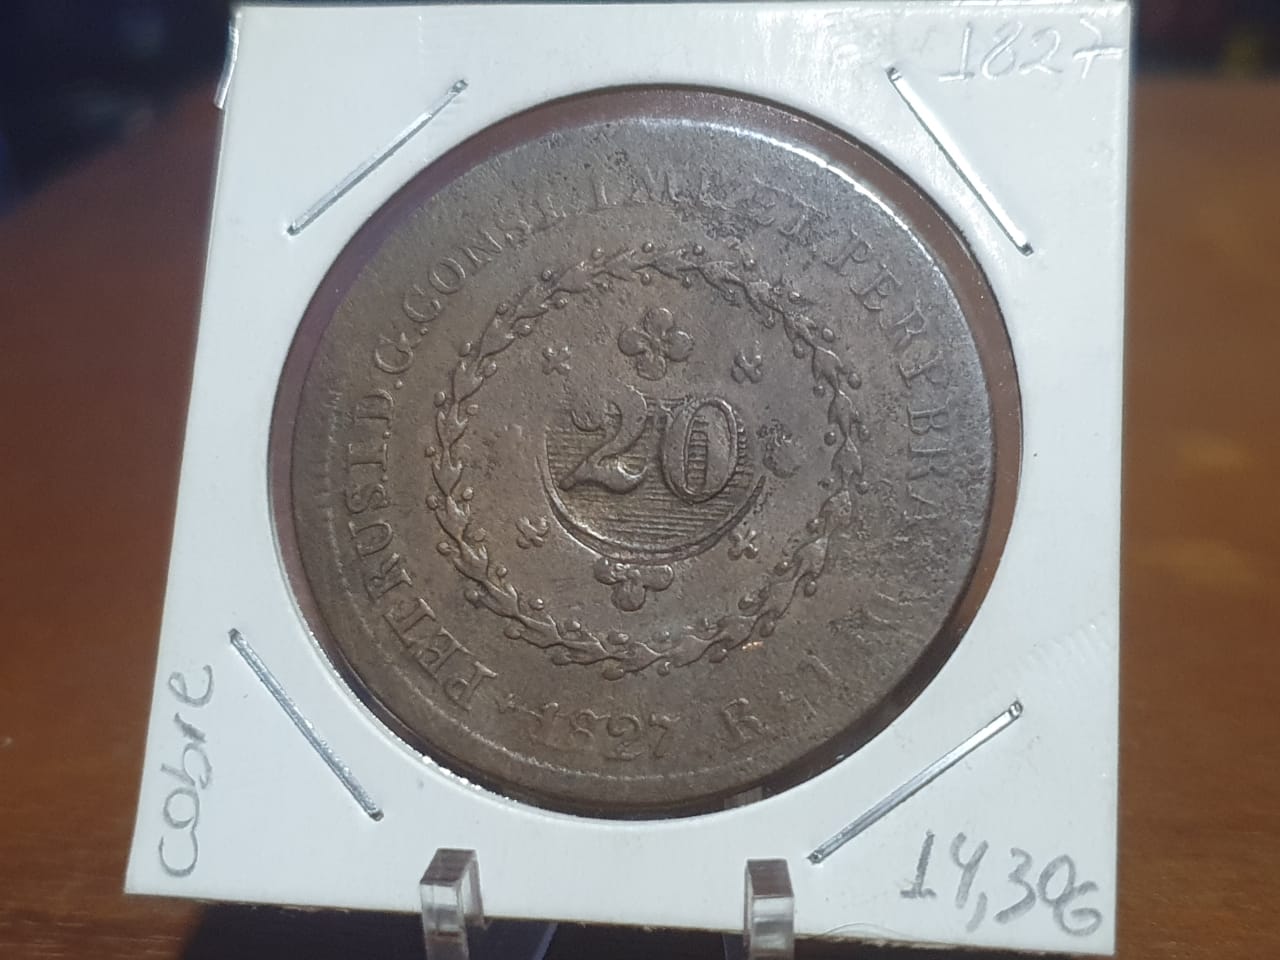 1827
PETRUS.I.D.G.CONST.IMP.ET.PERP.BRA
20
1827 R
cobre
14,30G